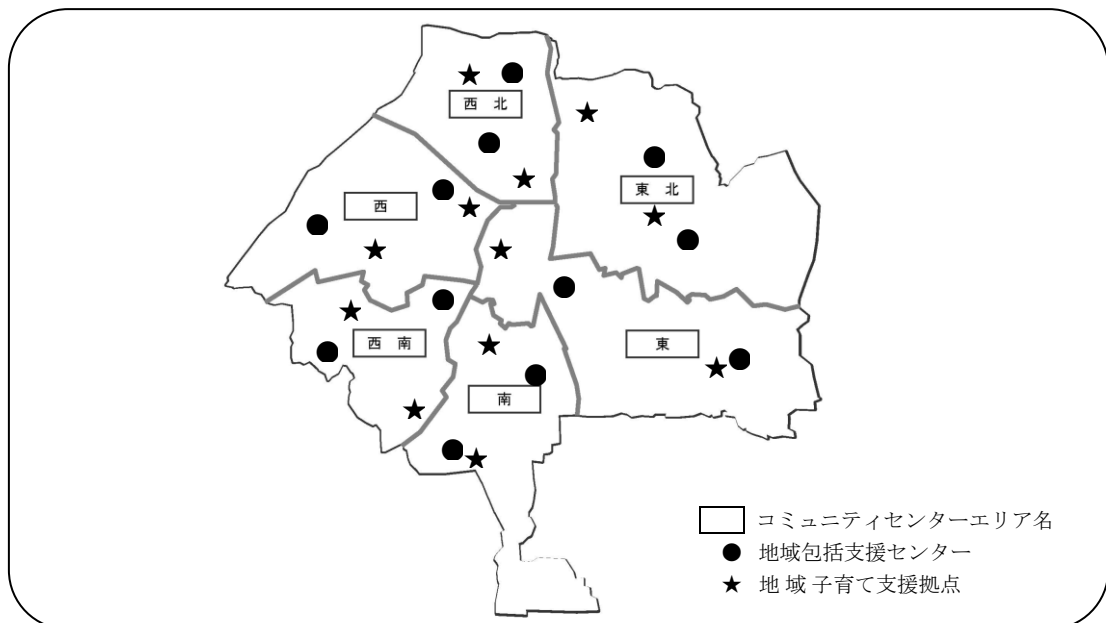 西 北
東 北
西
西 南
東
南
コミュニティセンターエリア名
地域包括支援センター
地 域 子育て支援拠点